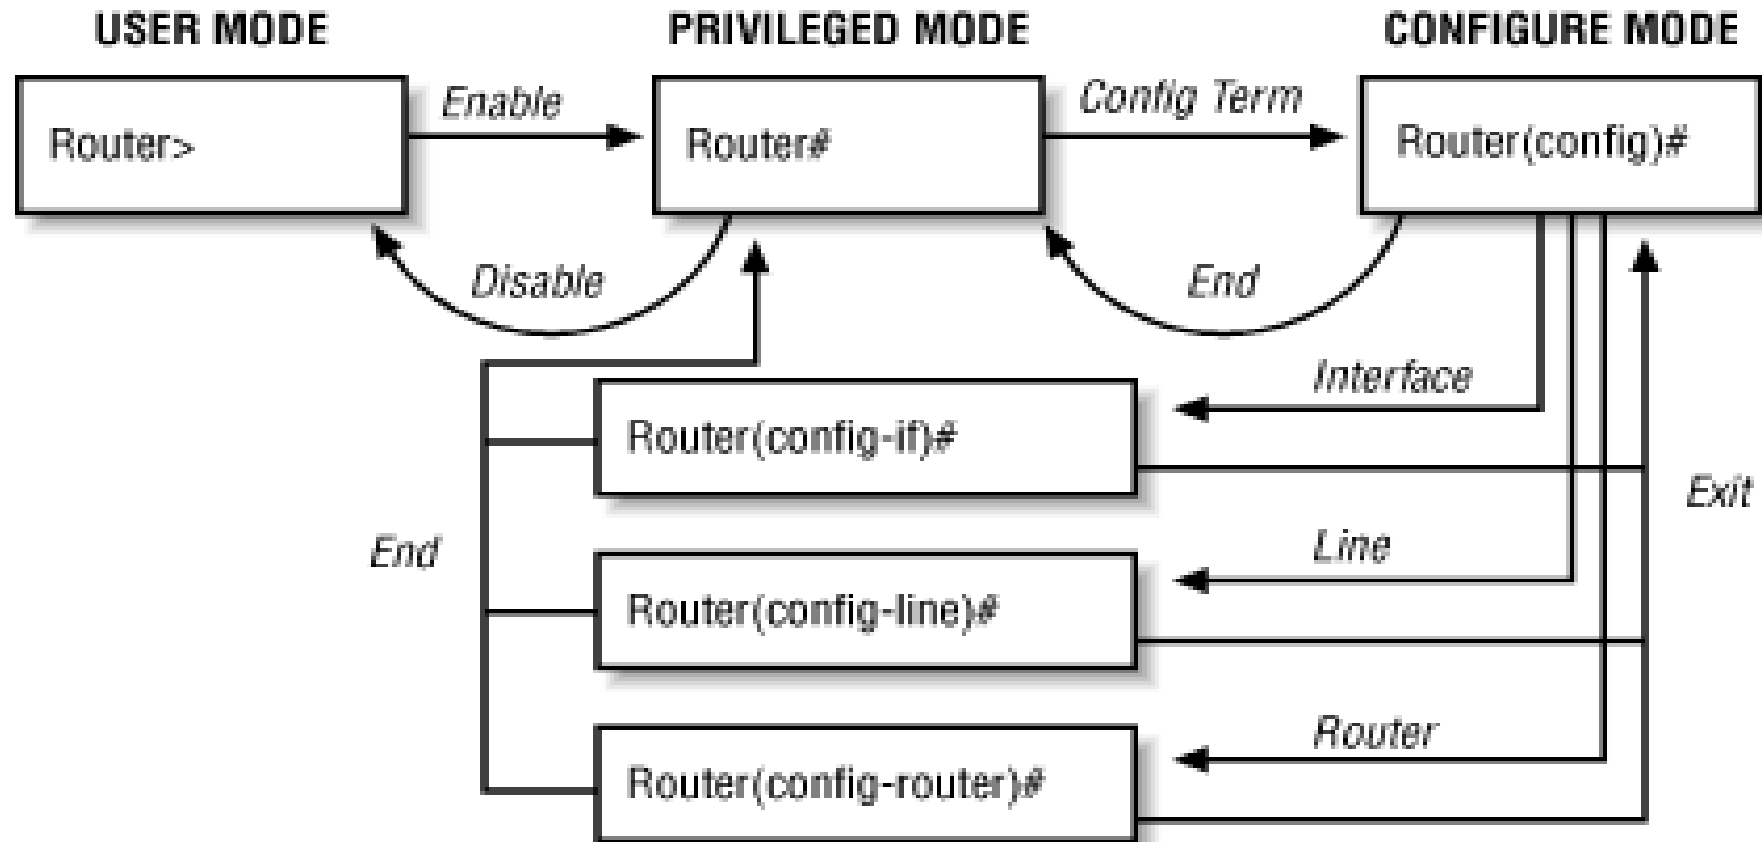 USER MODE
PRIVILEGED MODE
CONFIGURE MODE
Router>
Enable
Router#
Config Term
Router(config)#
Disable
End
Interface
Router(config-if)#
Exit
End
Line
Router(config-line)#
Router
Router(config-router)#